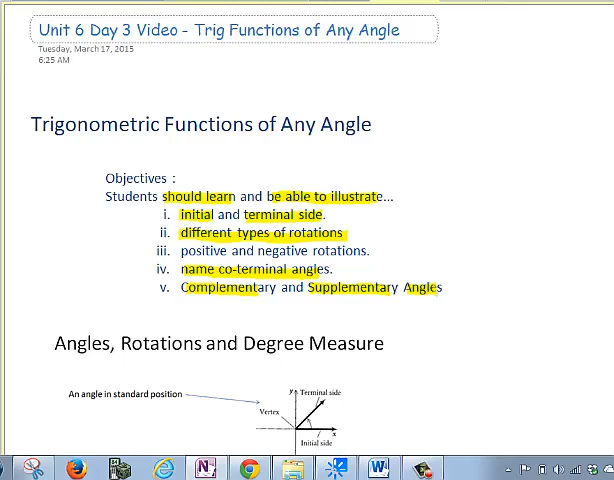 Unit 6 Day 3 Video - Trig Functions of Any Angle
Tuesday, March 17, 2015
6:25 AM
Trigonometric Functions of Any Angle
Objectives :
Students should learn and be able to illustrate...
i. initial and terminal side.
ii. different types of rotations
iii. positive and negative rotations.
iv. name co-terminal angles.
v. Complementary and Supplementary Angles
Angles, Rotations and Degree Measure
An angle in standard position
y
Terminal side
Vertex
x
Initial side